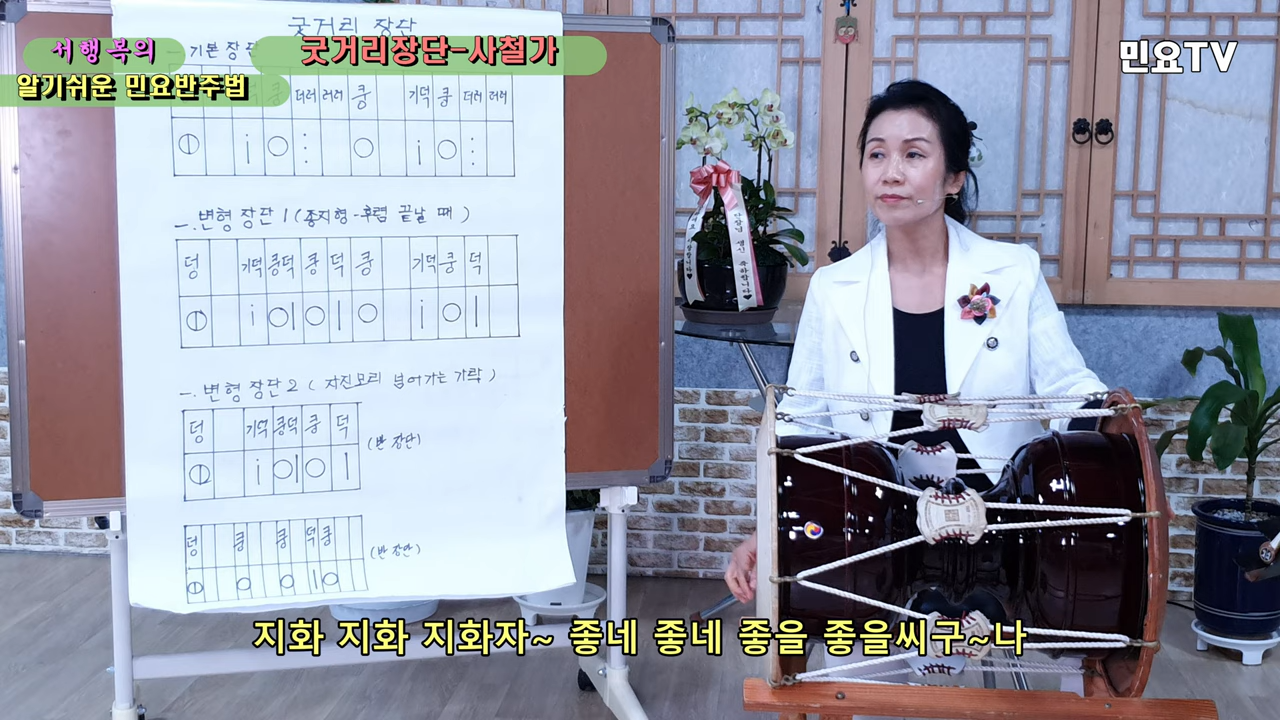 굿거리 장단
서행복의
굿거리장단-사철가
민요TV
一. 기본장단
알기쉬운 민요반주법
더러 러러 쿵 기덕 쿵 더러 러러
一. 변형 장단 1 (종지형-후렴 끝날 때)
덩 기덕 쿵덕 쿵 덕 쿵 기덕 쿵 덕
一. 변형 장단 2 (자진모리 넘어가는 가락)
덩 기덕 쿵덕 쿵 덕
(반 장단)
덩 쿵 쿵 덕 쿵
(반 장단)
지화 지화 지화자~ 좋네 좋네 좋을 좋을씨구~나